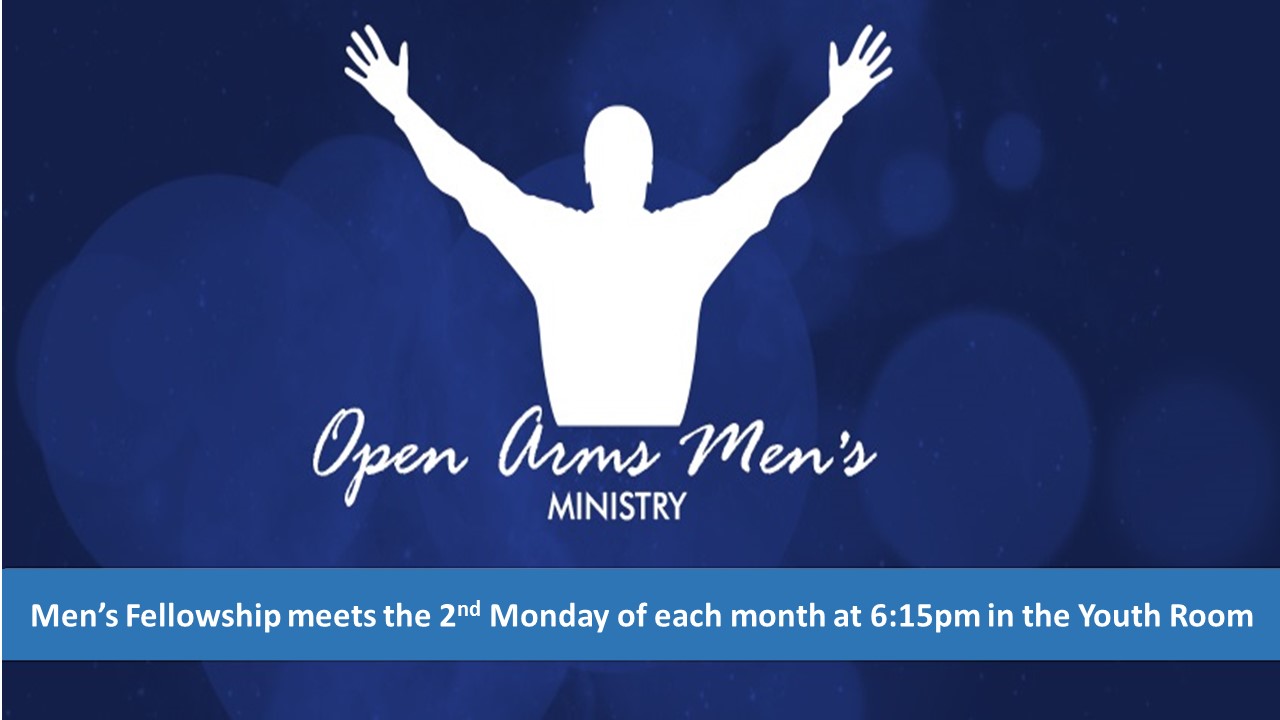 Open Arms Men's
MINISTRY
Men’s Fellowship meets the 2nd Monday of each month at 6:15pm in the Youth Room